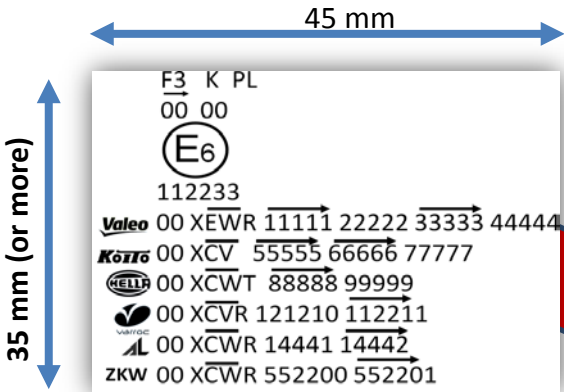 45 mm
35 mm (or more)
F3 K PL
00 00
E6
112233
Valeo 00 XEWR 11111 22222 33333 44444
KOITO 00 XCV 55555 66666 77777
HELLA 00 XCWT 88888 99999
varroc 00 XCVR 121210 112211
AL 00 XCWR 14441 14442
ZKW 00 XCWR 552200 552201